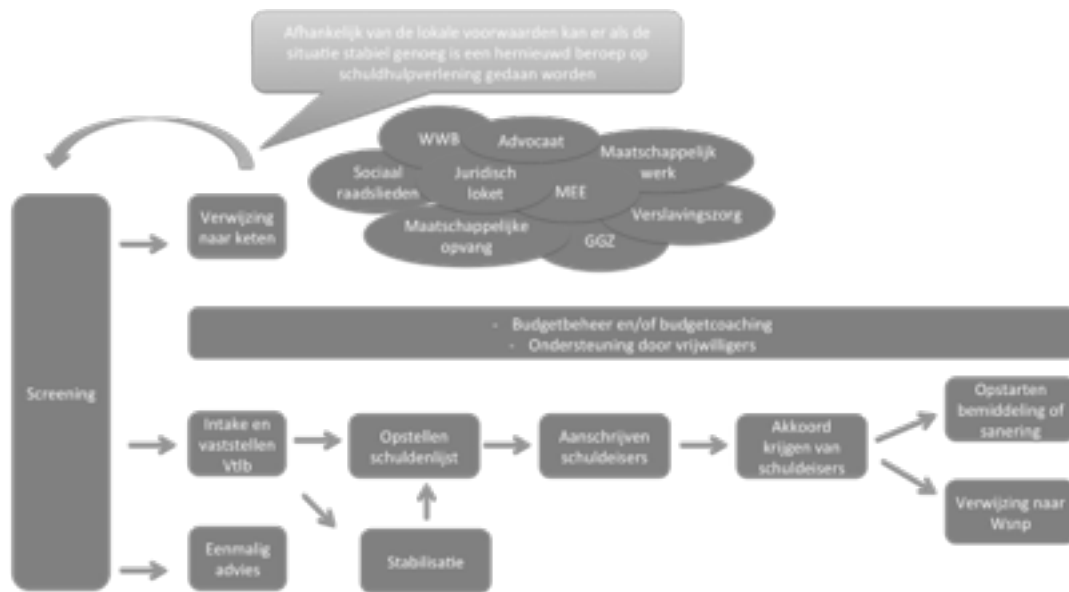 Afhankelijk van de lokale voorwaarden kan er als de
situatie stabiel genoeg is een hernieuwd beroep op
schuldhulpverlening gedaan worden
WWB
Advocaat
Maatschappelijk
werk
Sociaal
raadslieden
Juridisch
loket
MEE
Verslavingszorg
Maatschappelijke
opvang
GGZ
Verwijzing
naar keten
- Budgetbeheer en/of budgetcoaching
- Ondersteuning door vrijwilligers
Screening
Intake en
vaststellen
Vtlb
Opstellen
schuldenlijst
Aanschrijven
schuldeisers
Akkoord
krijgen van
schuldeisers
Opstarten
bemiddeling of
sanering
Verwijzing naar
Wsnp
Eenmalig
advies
Stabilisatie